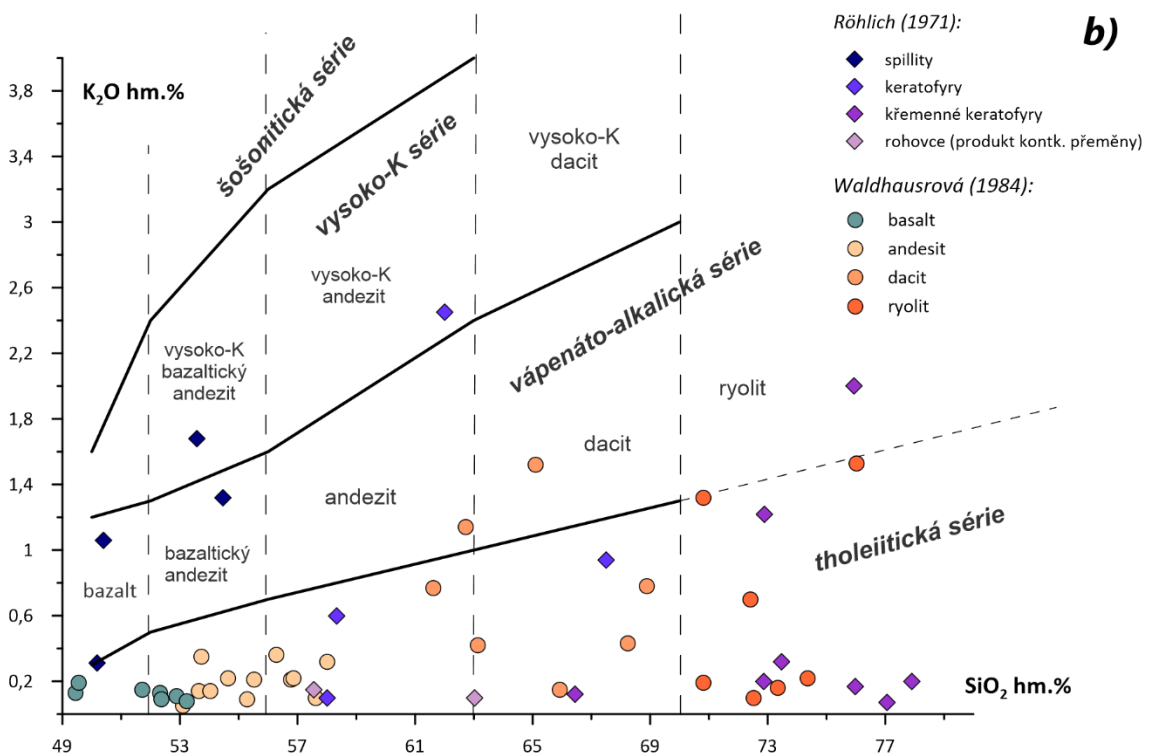 b)
Röhlich (1971):
spillity
keratofyry
křemenné keratofyry
rohovce (produkt kontk. přeměny)
Waldhausrová (1984):
basalt
andesit
dacit
ryolit
K₂O hm.%
3,8
3,4
3
2,6
2,2
1,8
1,4
1
0,6
0,2
šošonitická série
vysoko-K série
vysoko-K
dacit
vysoko-K
andezit
vysoko-K
bazaltický
andezit
vápenáto-alkalická série
ryolit
dacit
andezit
bazaltický
andezit
bazalt
tholeiitická série
SiO₂ hm.%
49
53
57
61
65
69
73
77